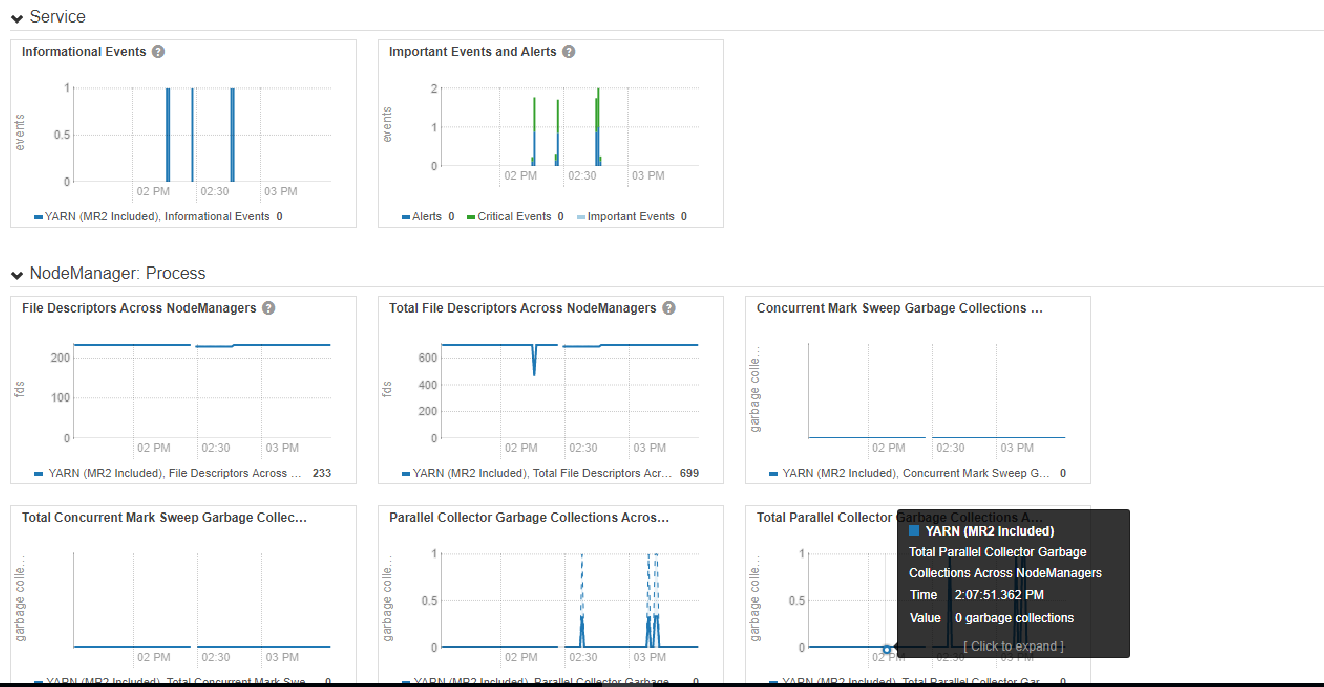 Service
Informational Events ?
Important Events and Alerts ?
events
1
0.5
0
02 PM 02:30 03 PM
YARN (MR2 Included), Informational Events 0
events
2
1
0
02 PM 02:30 03 PM
Alerts 0 Critical Events 0 Important Events 0
NodeManager: Process
File Descriptors Across NodeManagers ?
fds
200
100
0
02 PM 02:30 03 PM
YARN (MR2 Included), File Descriptors Across ... 233
Total File Descriptors Across NodeManagers ?
fds
600
400
200
0
02 PM 02:30 03 PM
YARN (MR2 Included), Total File Descriptors Acr... 699
Concurrent Mark Sweep Garbage Collections ...
garbage colle...
02 PM 02:30 03 PM
YARN (MR2 Included), Concurrent Mark Sweep G... 0
Total Concurrent Mark Sweep Garbage Collec...
garbage colle...
02 PM 02:30 03 PM
YARN (MR2 Included), Total Concurrent Mark Swe... 0
Parallel Collector Garbage Collections Acros...
garbage colle...
1
0.5
0
02 PM 02:30 03 PM
YARN (MR2 Included), Parallel Collector Garbage... 0
Total Parallel Collector Garbage Collections A...
garbage colle...
1
0.5
0
02 PM 02:30 03 PM
YARN (MR2 Included), Total Parallel Collector Gar... 0
YARN (MR2 Included)
Total Parallel Collector Garbage
Collections Across NodeManagers
Time 2:07:51.362 PM
Value 0 garbage collections
[ Click to expand ]